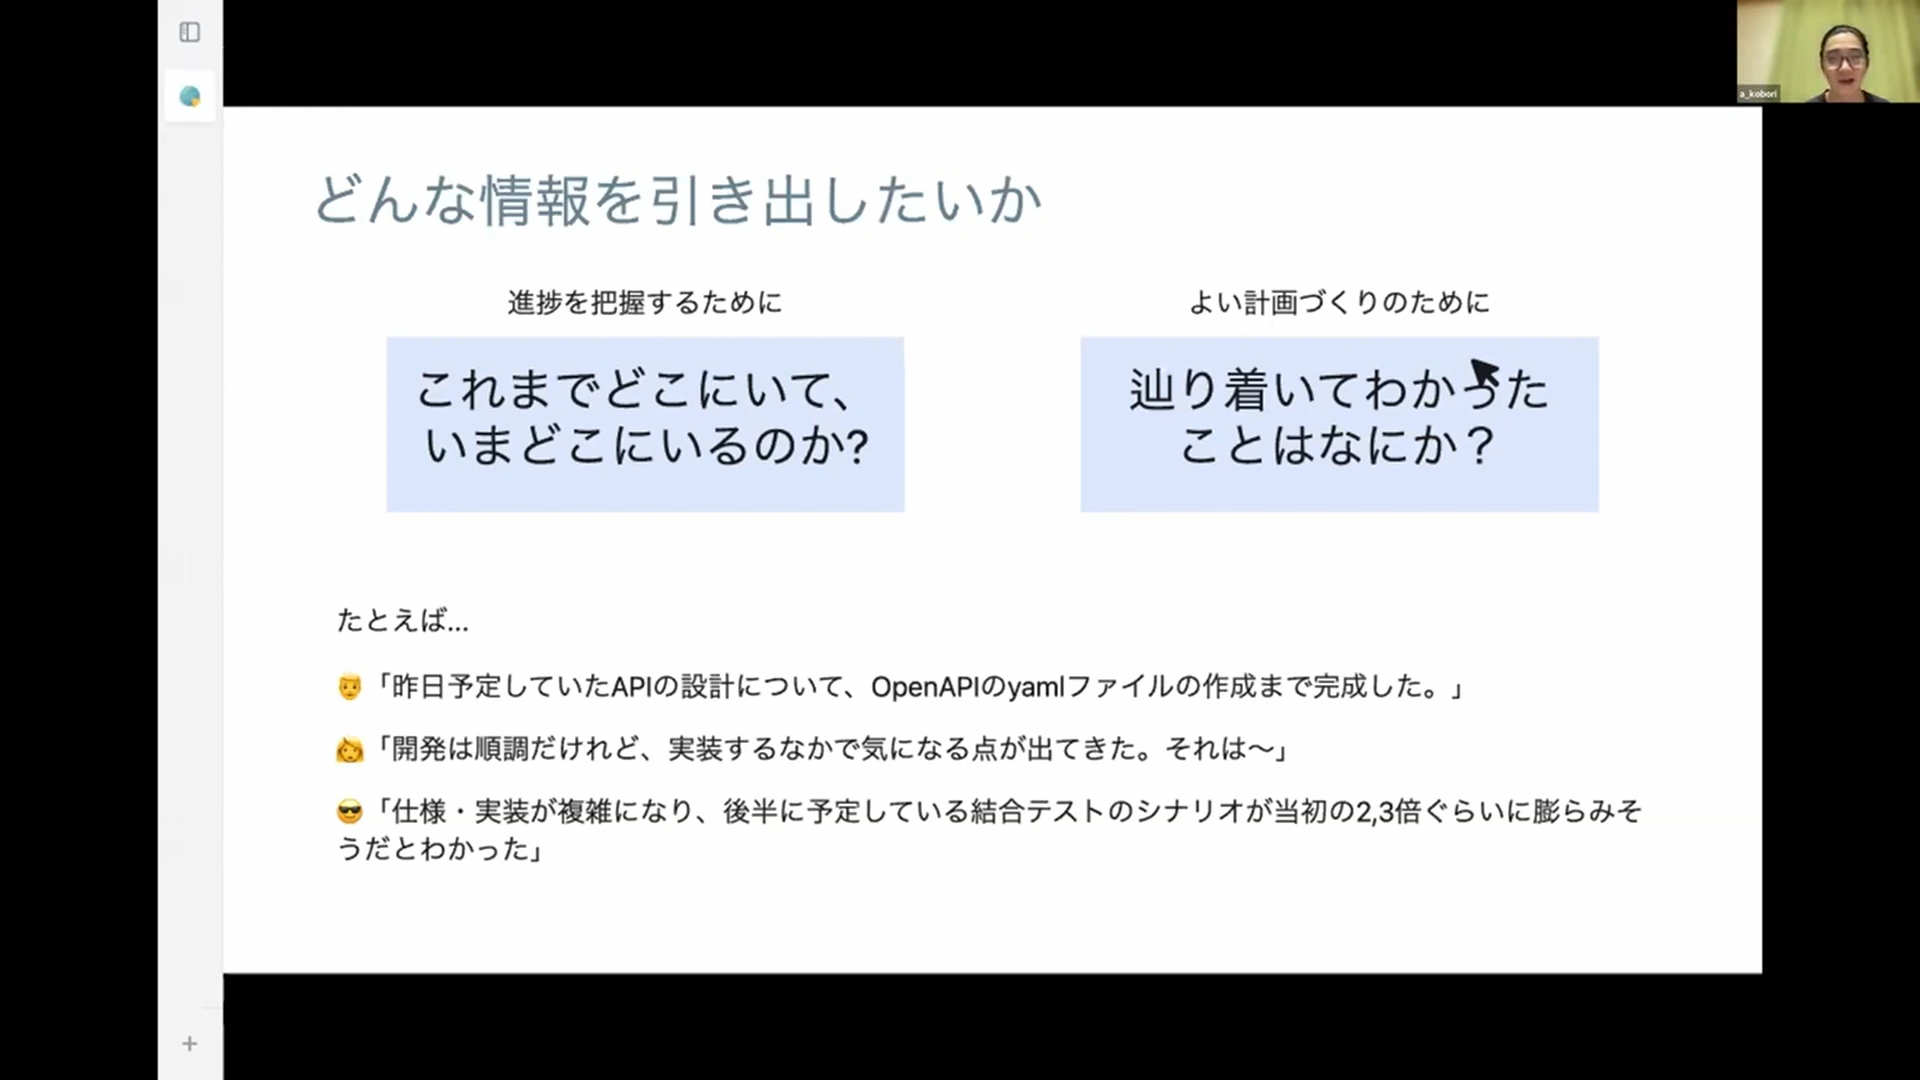 a_kobori
どんな情報を引き出したいか
進捗を把握するために
これまでどこにいて、
いまどこにいるのか?
よい計画づくりのために
辿り着いてわかった
ことはなにか？
たとえば...
「昨日予定していたAPIの設計について、OpenAPIのyamlファイルの作成まで完成した。」
「開発は順調だけれど、実装するなかで気になる点が出てきた。それは〜」
「仕様・実装が複雑になり、後半に予定している結合テストのシナリオが当初の2,3倍ぐらいに膨らみそ
うだとわかった」